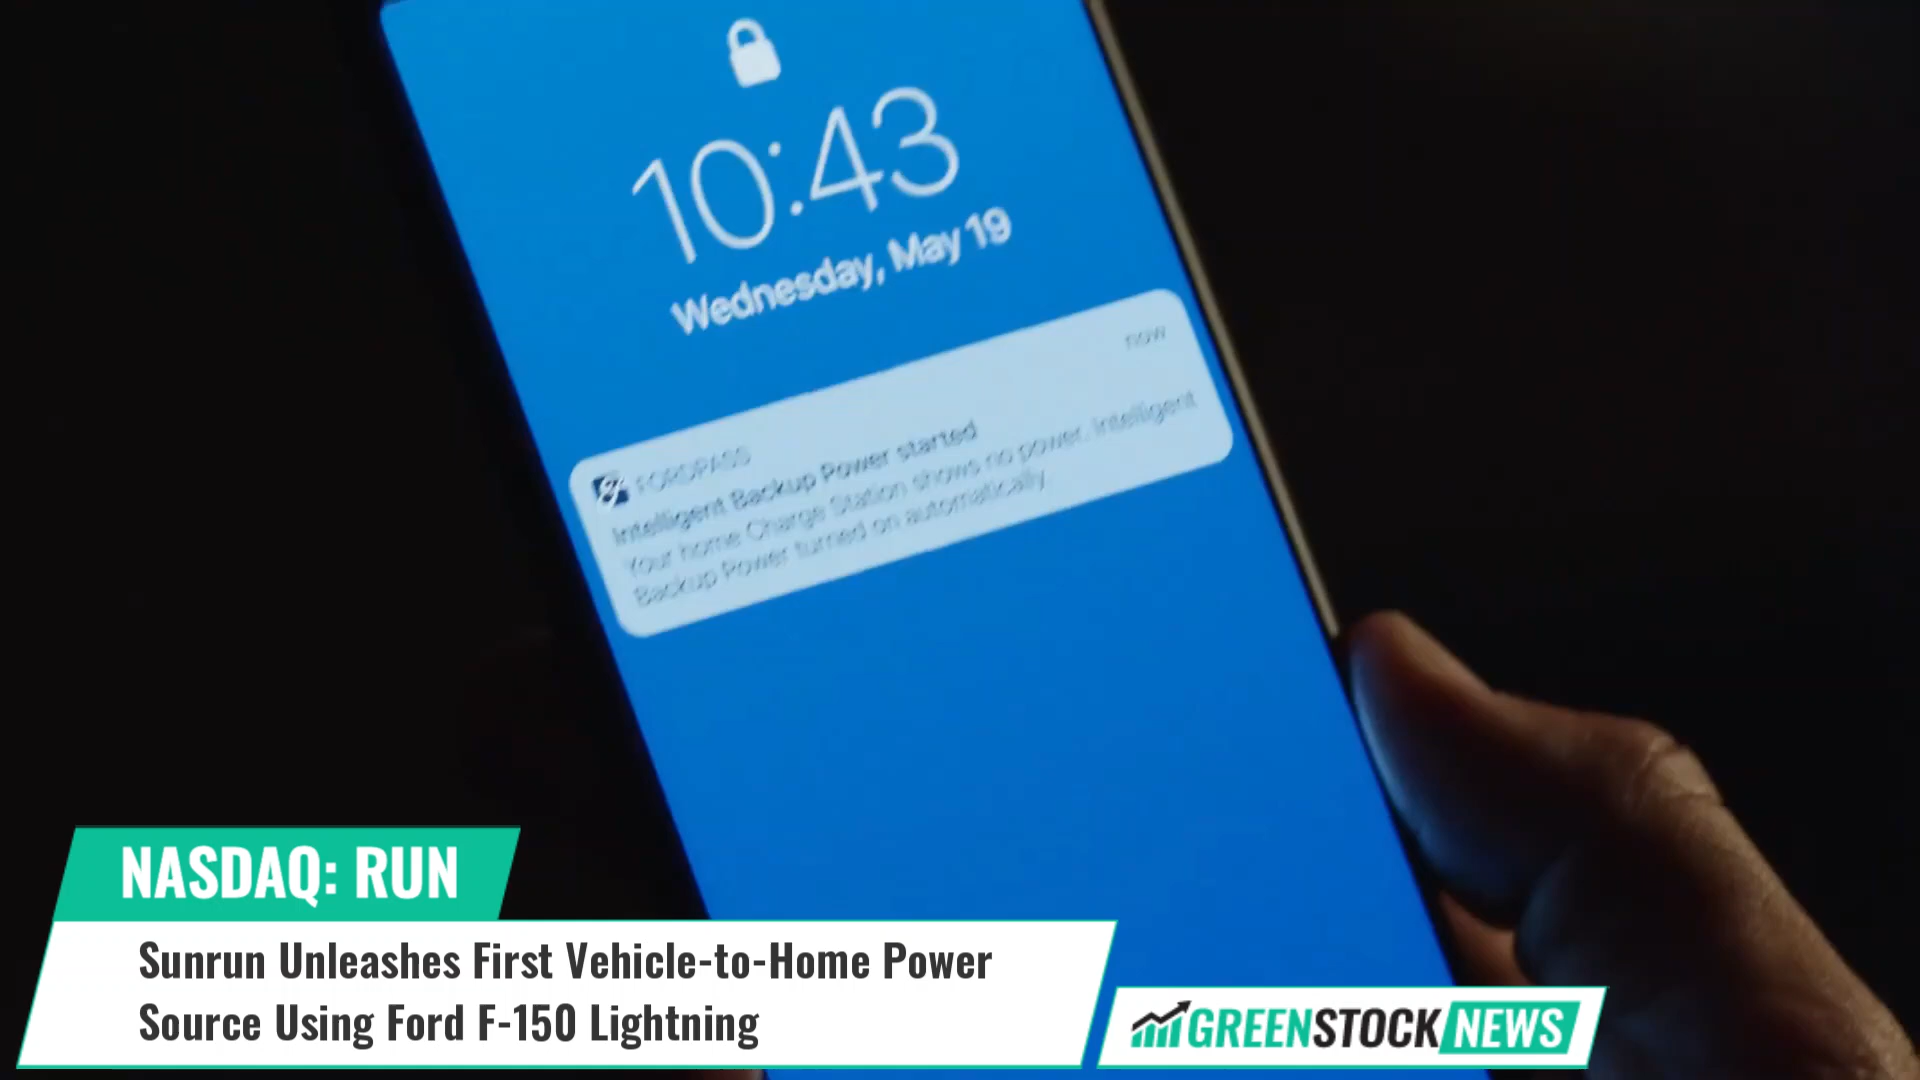 10:43
Wednesday, May 19
now
FORDPASS
Intelligent Backup Power started
Your home Charge Station shows no power. Intelligent
Backup Power turned on automatically.
NASDAQ: RUN
Sunrun Unleashes First Vehicle-to-Home Power
Source Using Ford F-150 Lightning
GREENSTOCK NEWS